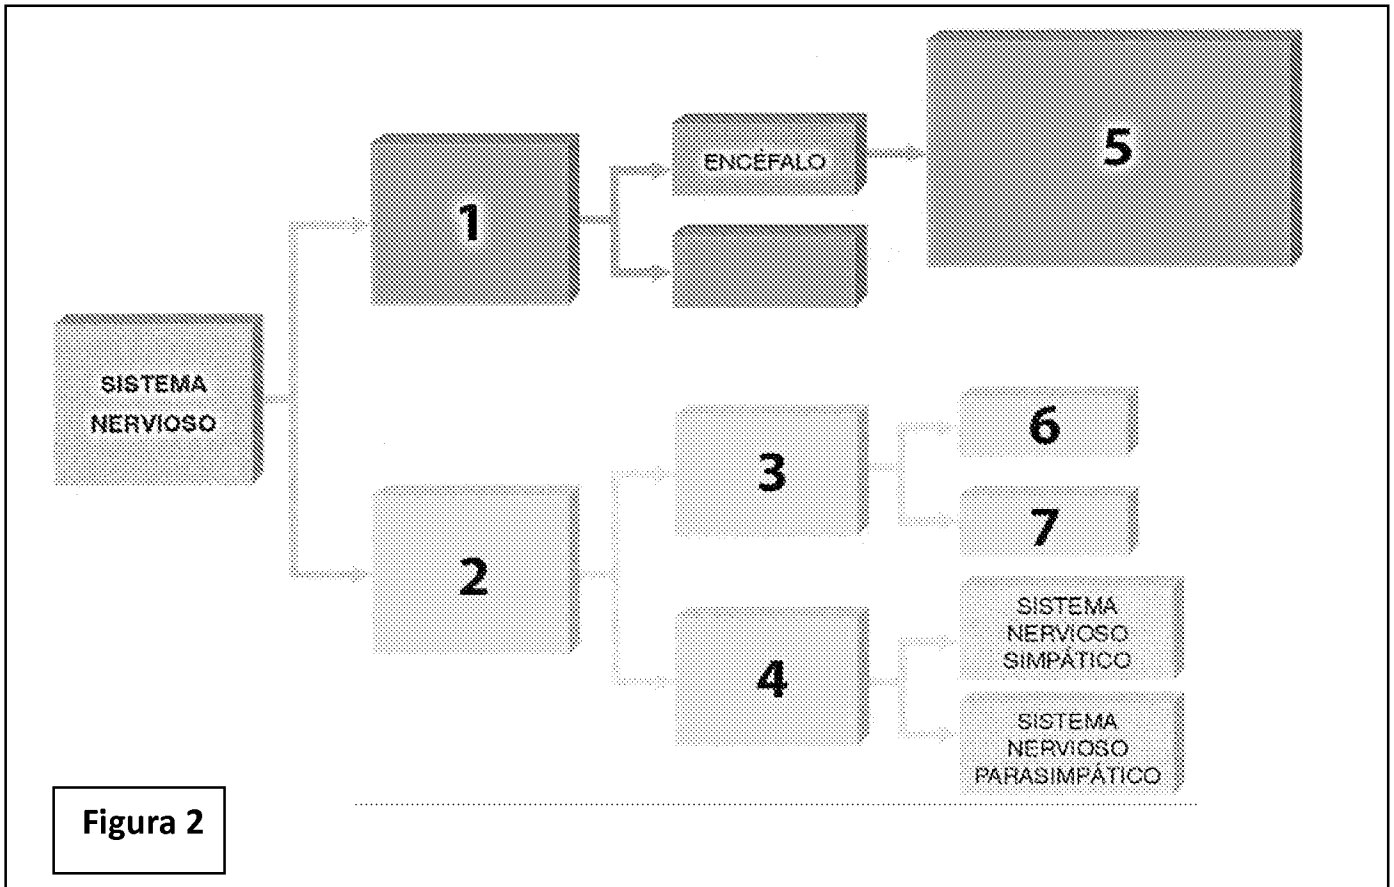 5
ENCÉFALO
1
SISTEMA
NERVIOSO
6
3
7
2
SISTEMA
NERVIOSO
SIMPÁTICO
4
SISTEMA
NERVIOSO
PARASIMPÁTICO
Figura 2